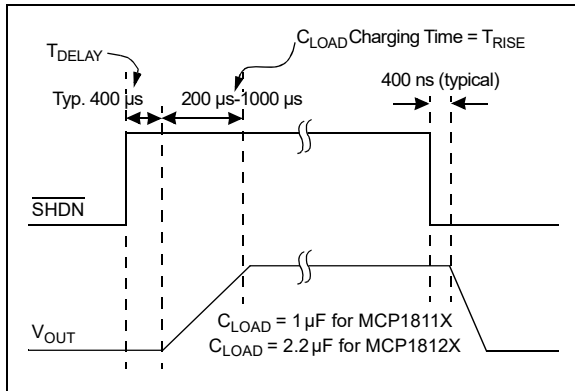 C_LOAD Charging Time = T_RISE
T_DELAY
400 ns (typical)
Typ. 400 µs
200 µs-1000 µs
S̅H̅D̅N̅
V_OUT
C_LOAD = 1 µF for MCP1811X
C_LOAD = 2.2 µF for MCP1812X